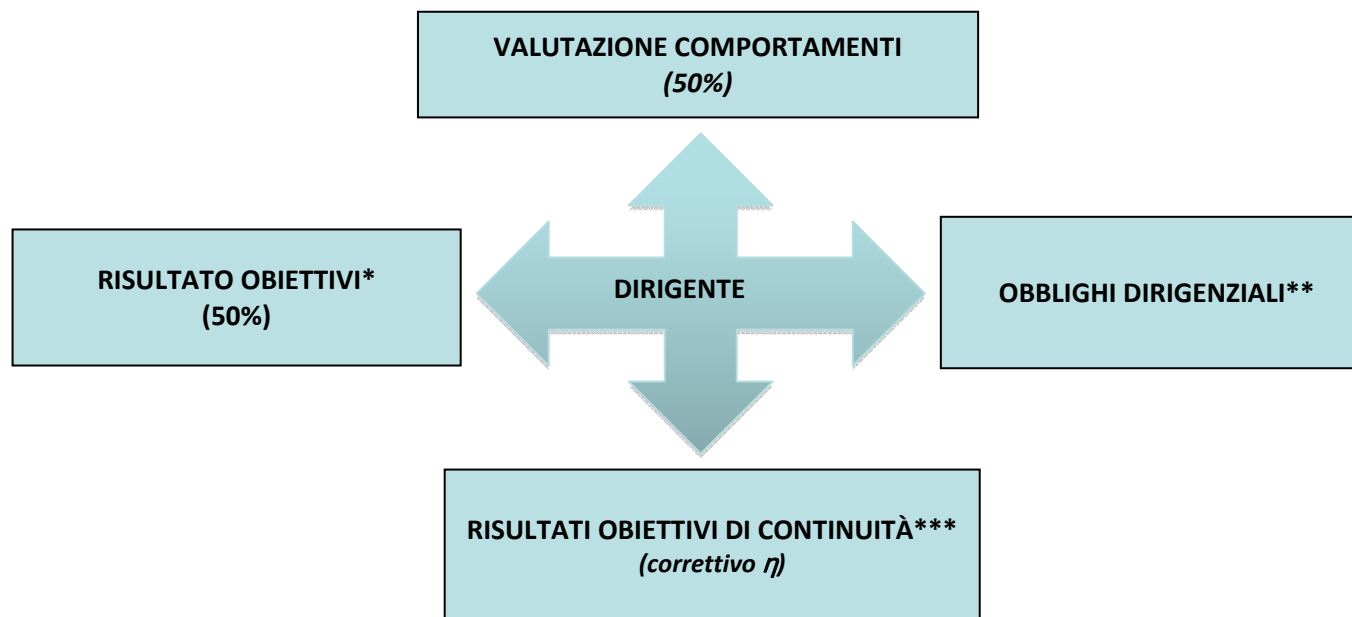 VALUTAZIONE COMPORTAMENTI
(50%)
RISULTATO OBIETTIVI*
(50%)
DIRIGENTE
OBBLIGHI DIRIGENZIALI**
RISULTATI OBIETTIVI DI CONTINUITÀ***
(correttivo η)